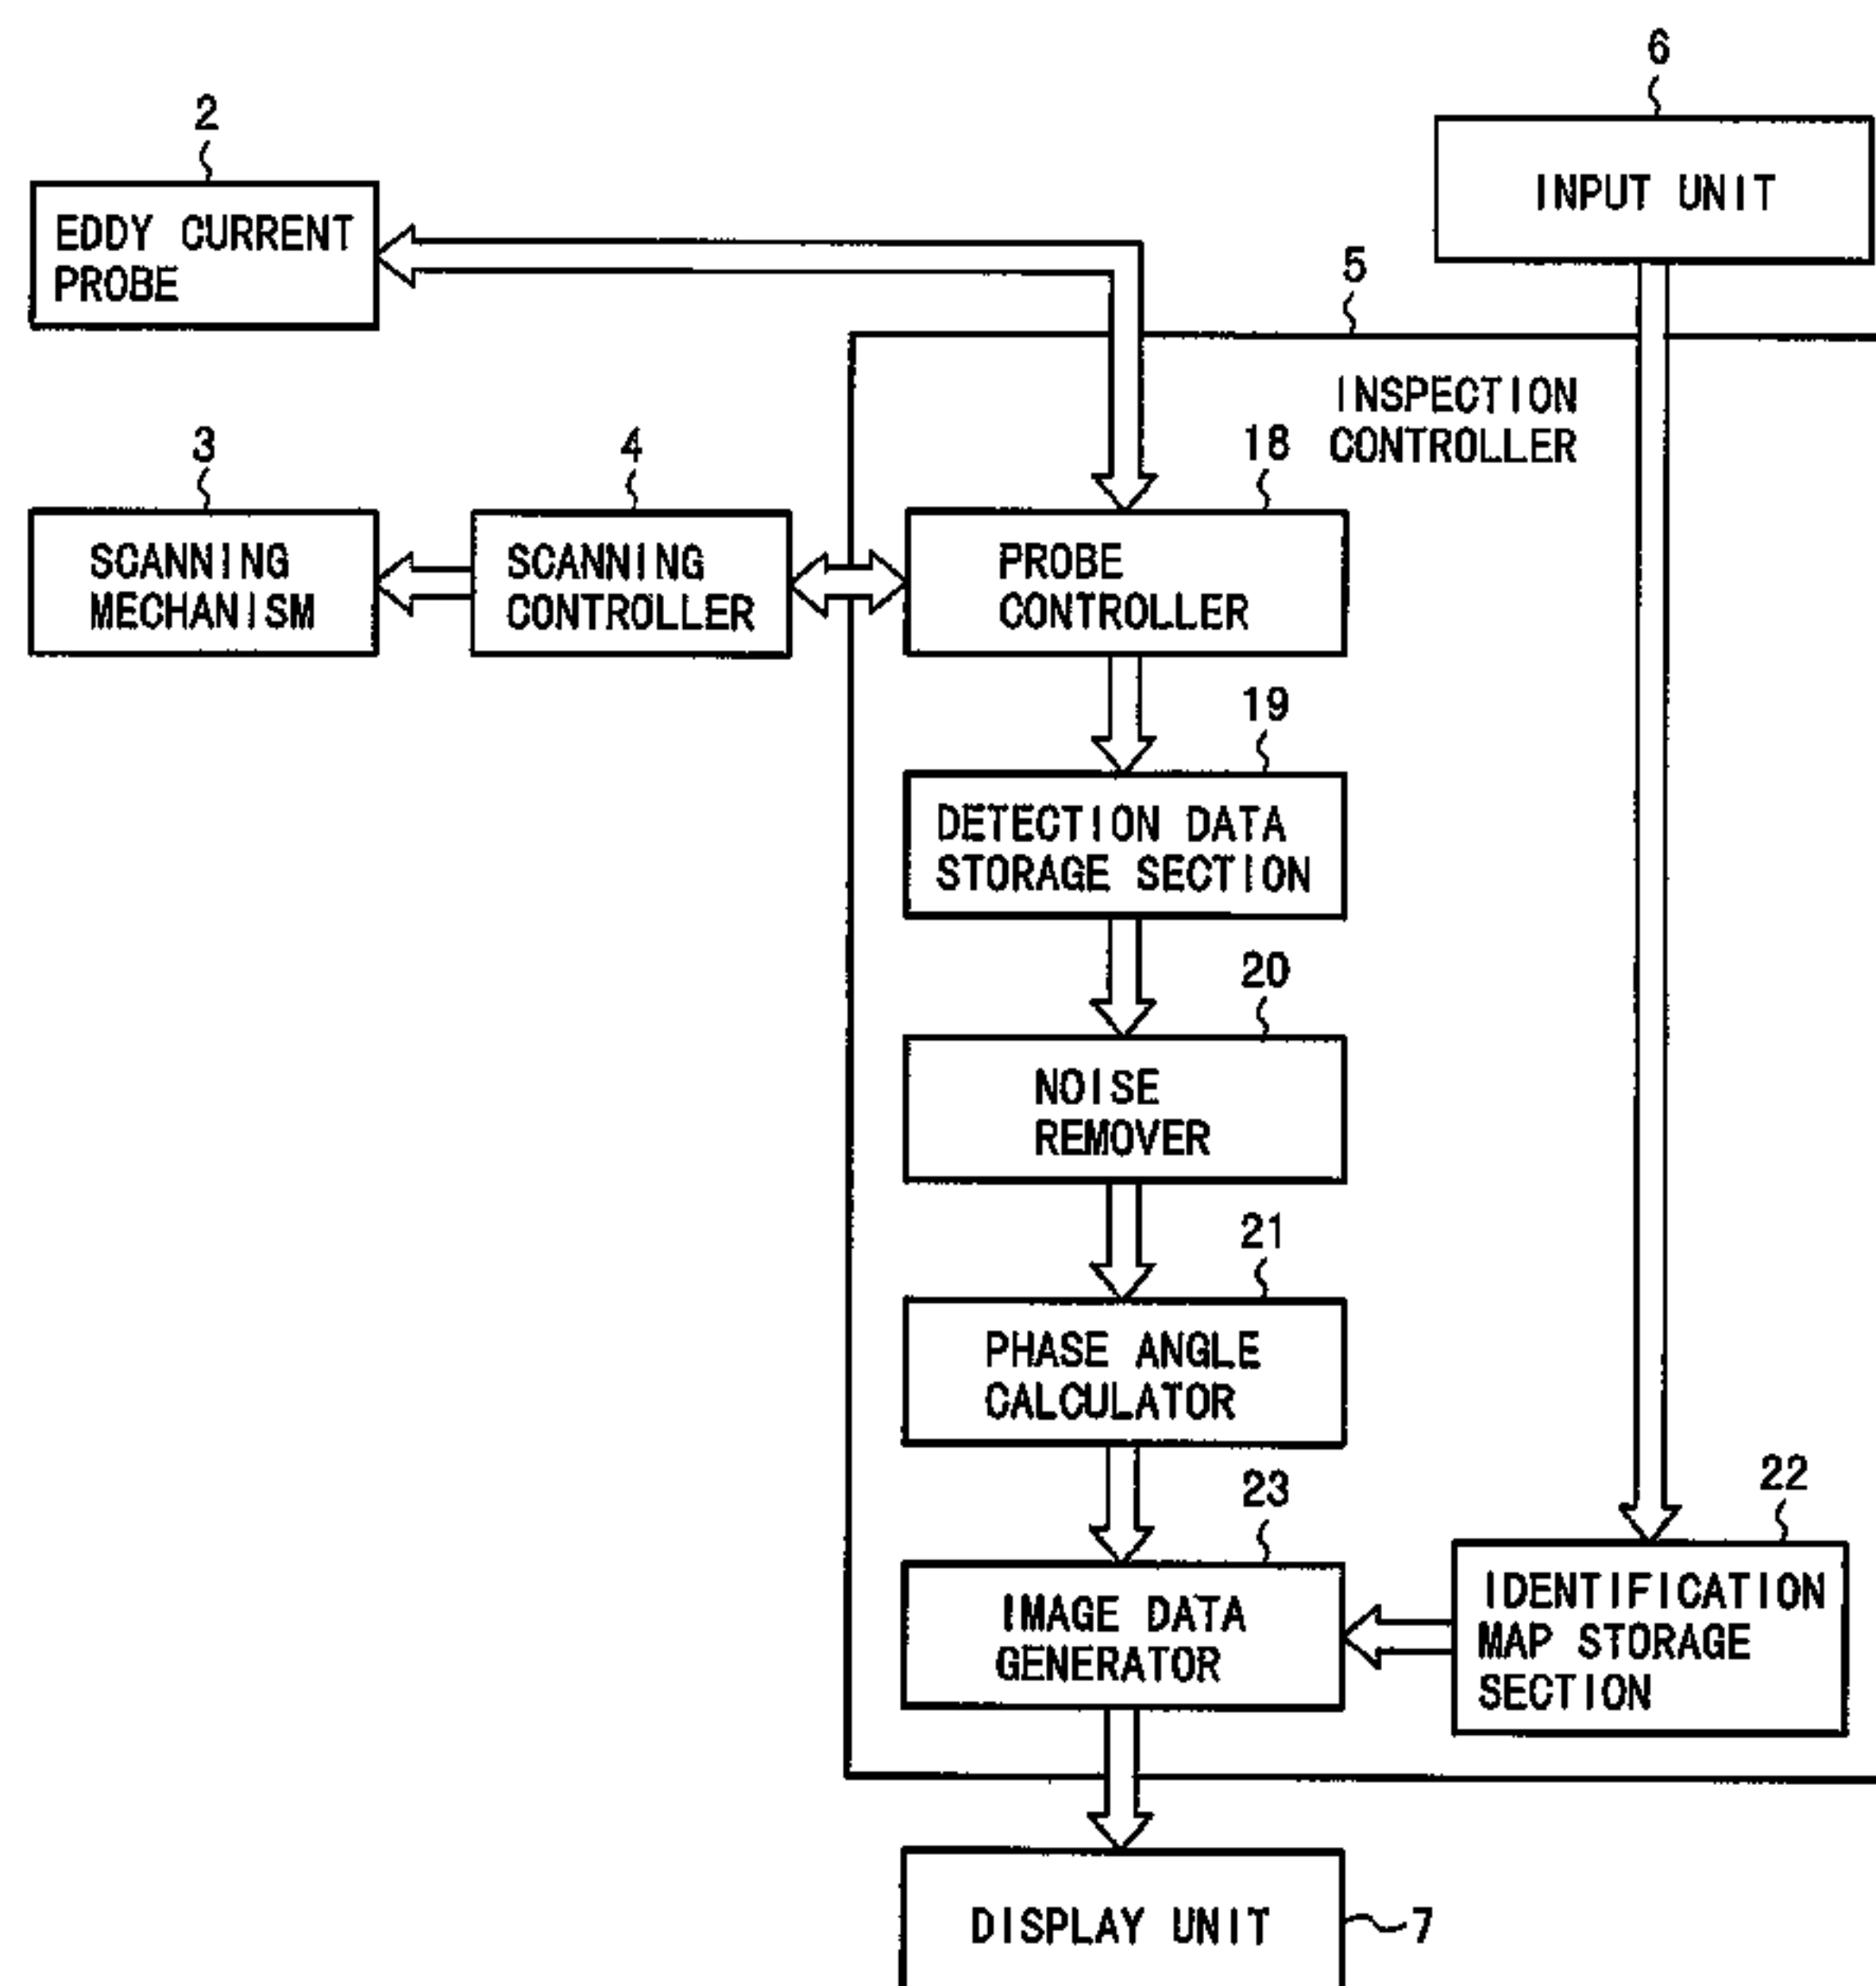 6
INPUT UNIT
2
EDDY CURRENT
PROBE
5
INSPECTION
CONTROLLER
3
SCANNING
MECHANISM
4
SCANNING
CONTROLLER
18
PROBE
CONTROLLER
19
DETECTION DATA
STORAGE SECTION
20
NOISE
REMOVER
21
PHASE ANGLE
CALCULATOR
23
IMAGE DATA
GENERATOR
22
IDENTIFICATION
MAP STORAGE
SECTION
DISPLAY UNIT
7